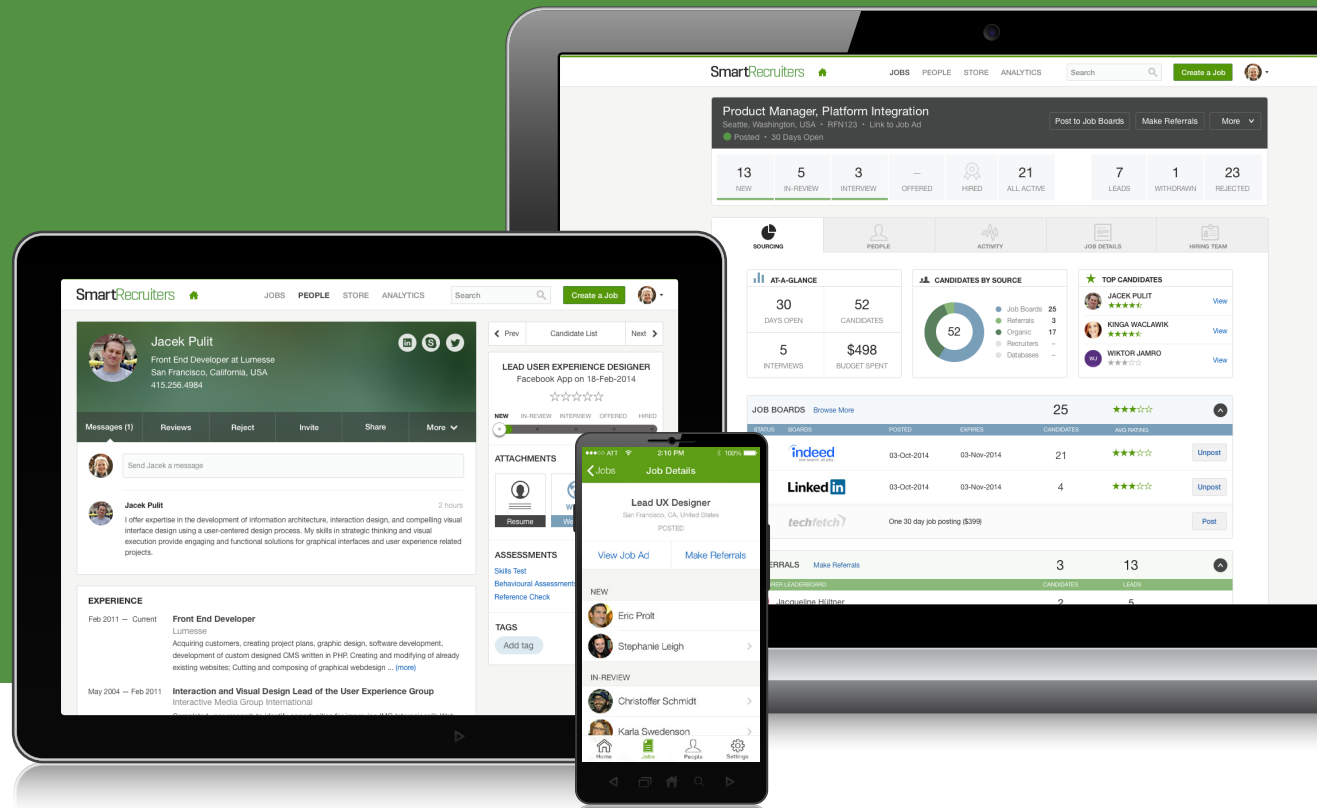 SmartRecruiters
JOBS PEOPLE STORE ANALYTICS
Search
Create a Job
Product Manager, Platform Integration
Seattle, Washington, USA • RFN123 • Link to Job Ad
Posted • 30 Days Open
Post to Job Boards
Make Referrals
More
13 5 3 – 21 7 1 23
NEW IN-REVIEW INTERVIEW OFFERED HIRED ALL ACTIVE LEADS WITHDRAWN REJECTED
SOURCING PEOPLE ACTIVITY JOB DETAILS HIRING TEAM
AT-A-GLANCE
30 52
DAYS OPEN CANDIDATES
5 $498
INTERVIEWS BUDGET SPENT
CANDIDATES BY SOURCE
52
Job Boards 25
Referrals 3
Organic 17
Recruiters –
Databases –
TOP CANDIDATES
JACEK PULIT View
KINGA WACLAWIK View
WJ WIKTOR JAMRO View
JOB BOARDS Browse More 25
STATUS BOARDS POSTED EXPIRES CANDIDATES AVG RATING
indeed 03-Oct-2014 03-Nov-2014 21 Unpost
one search. all jobs.
Linked in 03-Oct-2014 03-Nov-2014 4 Unpost
techfetch One 30 day job posting ($399) Post
ERRALS Make Referrals 3 13
RER LEADERBOARD CANDIDATES LEADS
Jacqueline Hültner 2 5
SmartRecruiters
JOBS PEOPLE STORE ANALYTICS
Search
Create a Job
Jacek Pulit
Front End Developer at Lumesse
San Francisco, California, USA
415.256.4984
in S
Messages (1) Reviews Reject Invite Share More
Send Jacek a message
Jacek Pulit 2 hours
I offer expertise in the development of infomation architecture, interaction design, and compelling visual
interface design using a user-centered design process. My skills in strategic thinking and visual
execution provide engaging and functional solutions for graphical interfaces and user experience related
projects.
EXPERIENCE
Feb 2011 — Current Front End Developer
Lumesse
Acquiring customers, creating project plans, graphic design, software development,
development of custom designed CMS written in PHP. Creating and modifying of already
existing websites; Cutting and composing of graphical webdesign ... (more)
May 2004 — Feb 2011 Interaction and Visual Design Lead of the User Experience Group
Interactive Media Group International
Prev Candidate List Next
LEAD USER EXPERIENCE DESIGNER
Facebook App on 18-Feb-2014
NEW IN-REVIEW INTERVIEW OFFERED HIRED
ATTACHMENTS
Resume
ASSESSMENTS
Skills Test
Behavioural Assessments
Reference Check
TAGS
Add tag
ATT 2:10 PM 100%
Jobs Job Details
Lead UX Designer
San Francisco, CA, United States
POSTED
View Job Ad Make Referrals
NEW
Eric Prolt
Stephanie Leigh
IN-REVIEW
Christoffer Schmidt
Karla Swedenson
Home Jobs People Settings